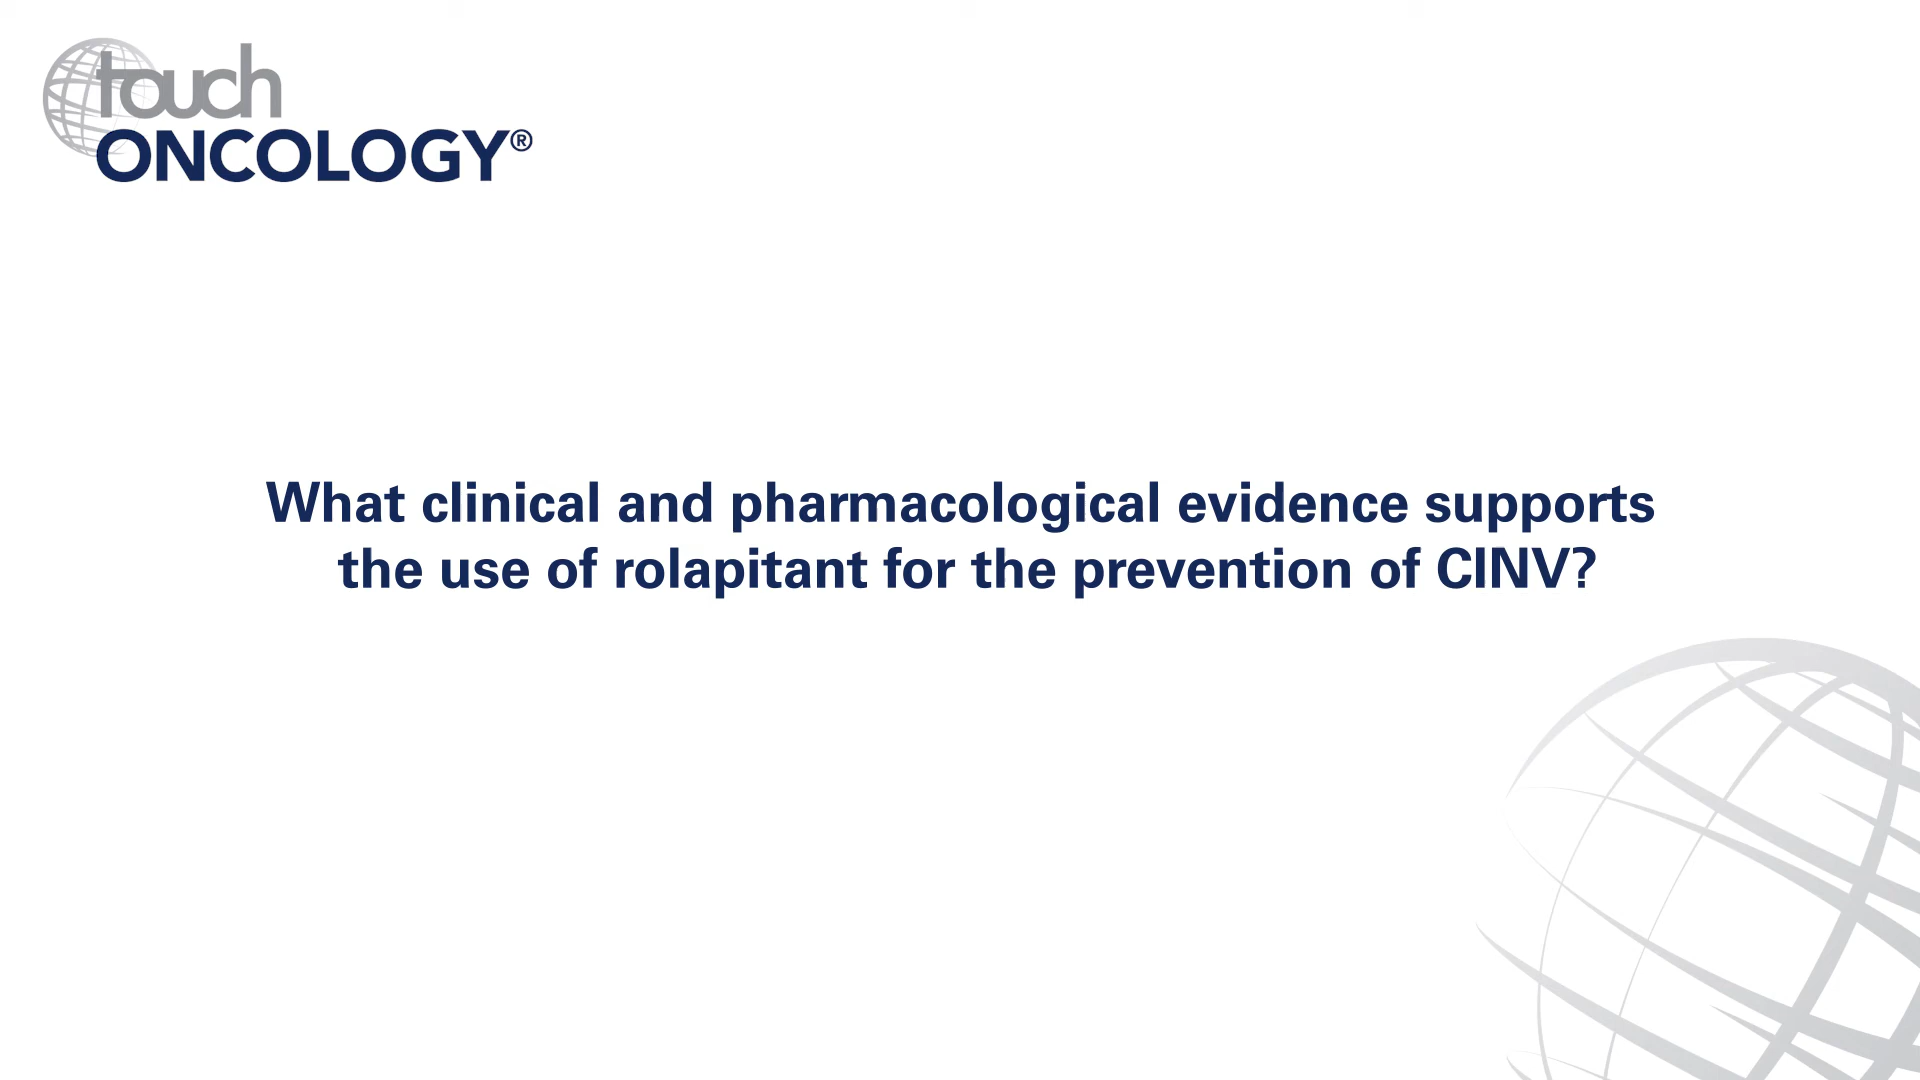 touch
ONCOLOGY®
What clinical and pharmacological evidence supports
the use of rolapitant for the prevention of CINV?